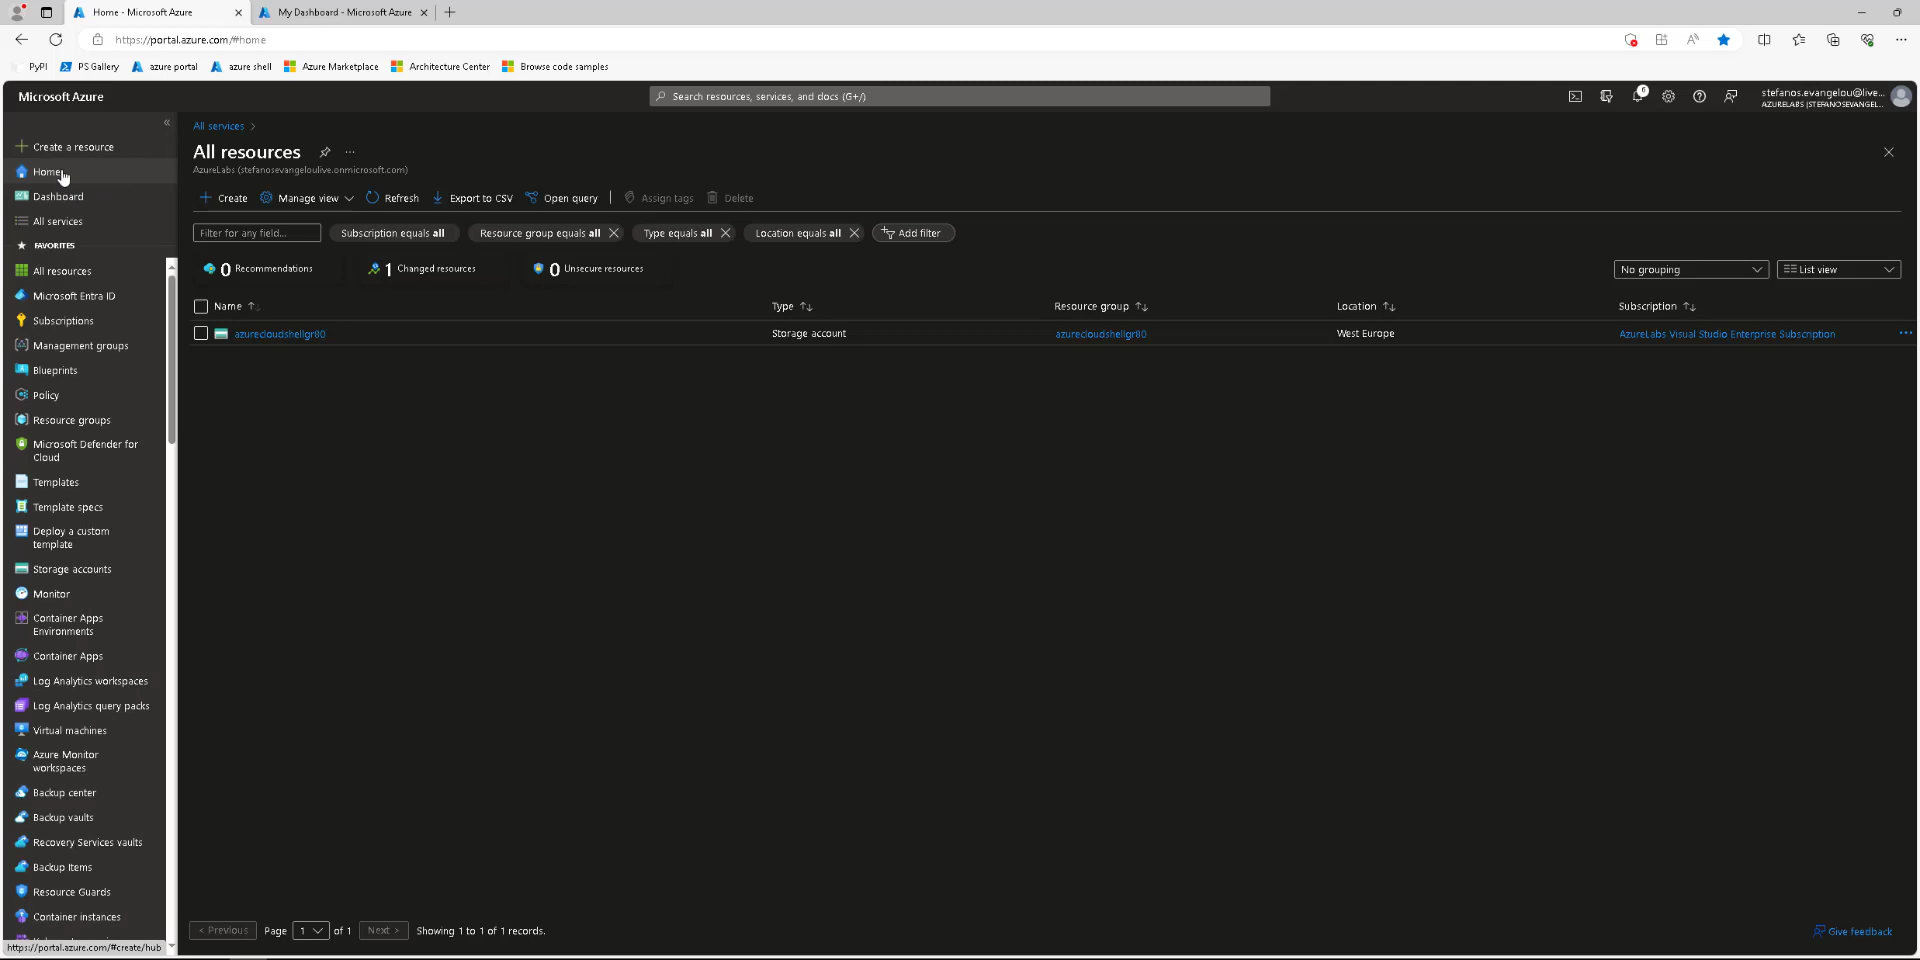 Home - Microsoft Azure
My Dashboard - Microsoft Azure
https://portal.azure.com/#home
PyPI
PS Gallery
azure portal
azure shell
Azure Marketplace
Architecture Center
Browse code samples
Microsoft Azure
Search resources, services, and docs (G+/)
6
stefanos.evangelou@live...
AZURELABS (STEFANOSEVANGEL...
Create a resource
Home
Dashboard
All services
FAVORITES
All resources
Microsoft Entra ID
Subscriptions
Management groups
Blueprints
Policy
Resource groups
Microsoft Defender for
Cloud
Templates
Template specs
Deploy a custom
template
Storage accounts
Monitor
Container Apps
Environments
Container Apps
Log Analytics workspaces
Log Analytics query packs
Virtual machines
Azure Monitor
workspaces
Backup center
Backup vaults
Recovery Services vaults
Backup Items
Resource Guards
Container instances
https://portal.azure.com/#create/hub
All services >
All resources
AzureLabs (stefanosevangeloulive.onmicrosoft.com)
Create
Manage view
Refresh
Export to CSV
Open query
Assign tags
Delete
Filter for any field...
Subscription equals all
Resource group equals all
Type equals all
Location equals all
Add filter
0 Recommendations
1 Changed resources
0 Unsecure resources
No grouping
List view
Name
Type
Resource group
Location
Subscription
azurecloudshellgr80
Storage account
azurecloudshellgr80
West Europe
AzureLabs Visual Studio Enterprise Subscription
< Previous
Page
1
of 1
Next >
Showing 1 to 1 of 1 records.
Give feedback